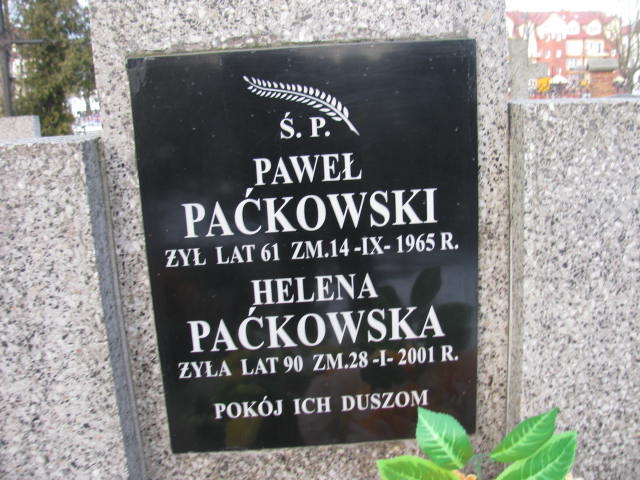 Ś. P.
PAWEŁ
PAĆKOWSKI
ŻYŁ LAT 61 ZM.14 -IX- 1965 R.
HELENA
PAĆKOWSKA
ŻYŁA LAT 90 ZM.28 -I- 2001 R.
POKÓJ ICH DUSZOM